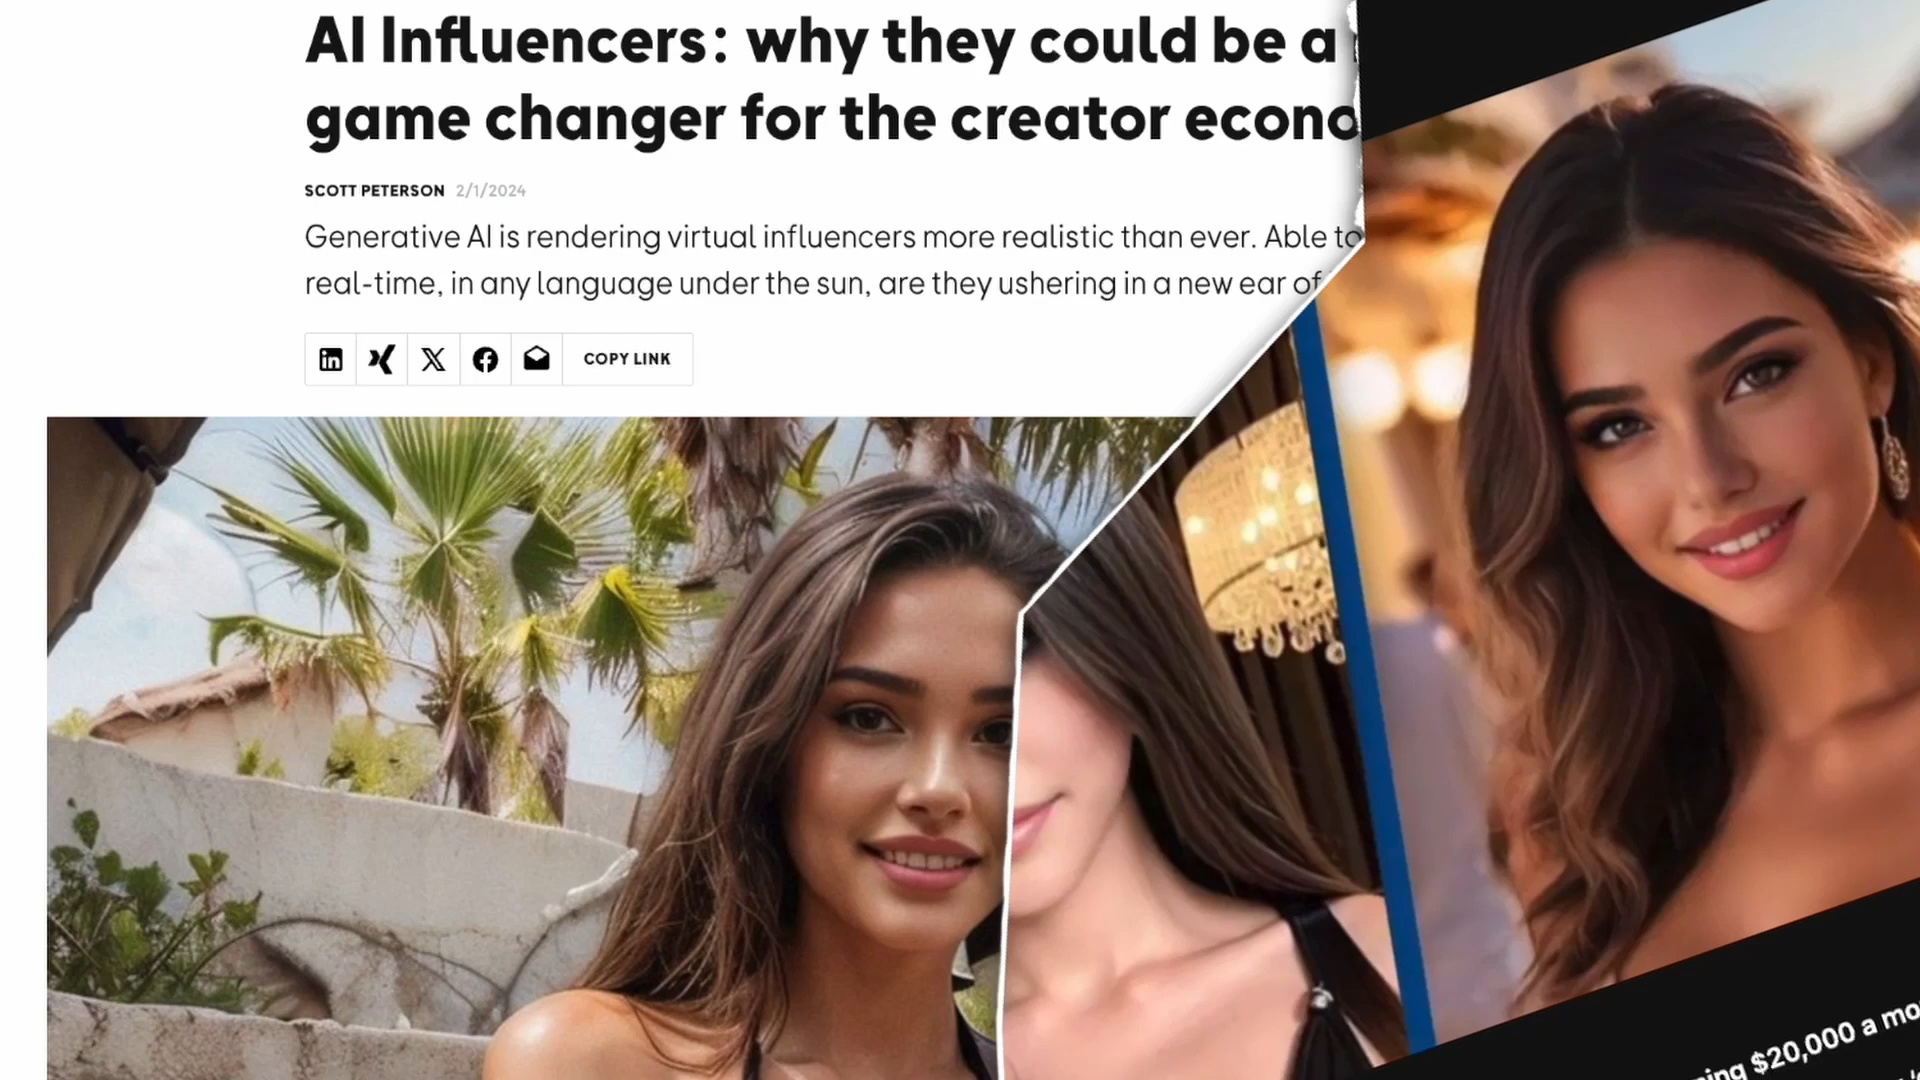 AI Influencers: why they could be a
game changer for the creator econo
SCOTT PETERSON 2/1/2024
Generative AI is rendering virtual influencers more realistic than ever. Able to
real-time, in any language under the sun, are they ushering in a new ear of
COPY LINK
$20,000 a mo